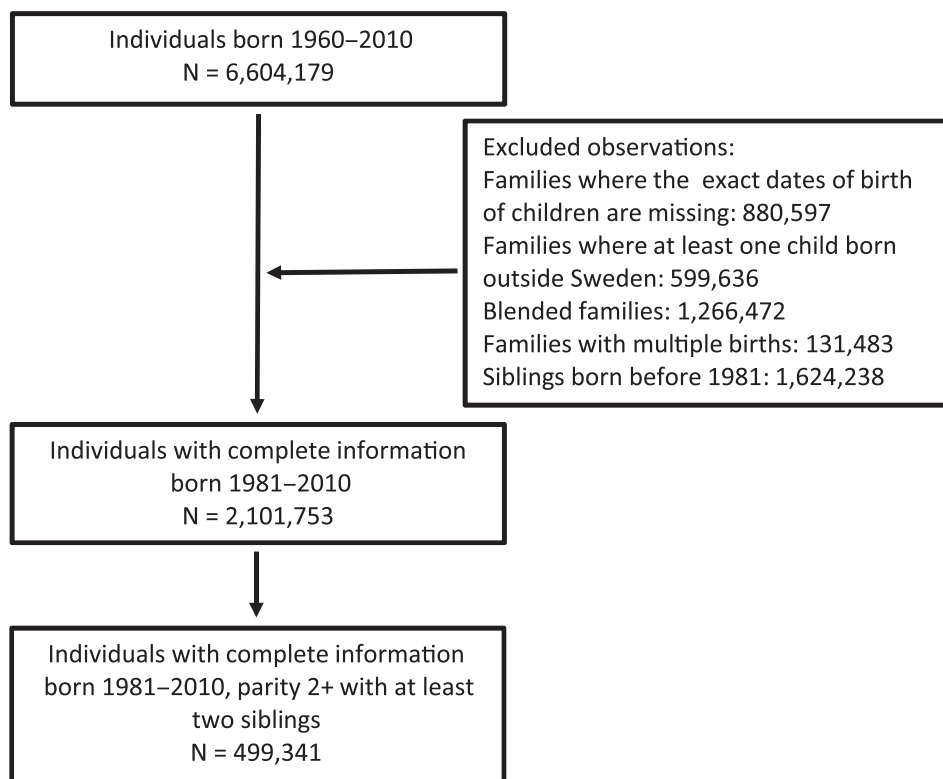 Individuals born 1960–2010
N = 6,604,179
Excluded observations:
Families where the exact dates of birth
of children are missing: 880,597
Families where at least one child born
outside Sweden: 599,636
Blended families: 1,266,472
Families with multiple births: 131,483
Siblings born before 1981: 1,624,238
Individuals with complete information
born 1981–2010
N = 2,101,753
Individuals with complete information
born 1981–2010, parity 2+ with at least
two siblings
N = 499,341